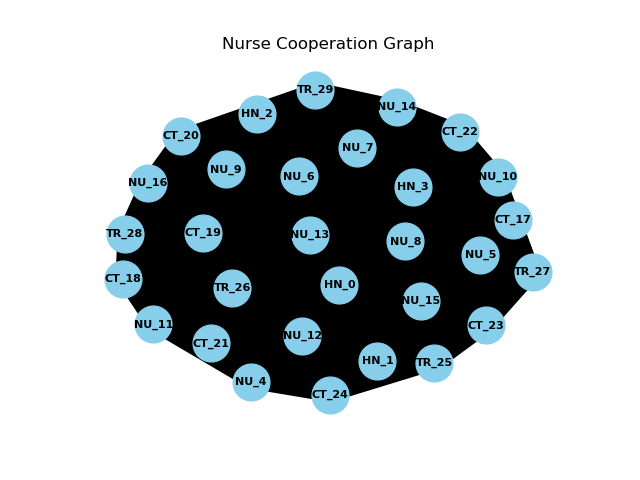 Nurse Cooperation Graph
TR_29
NU_14
HN_2
CT_22
CT_20
NU_7
NU_9
NU_6
NU_10
NU_16
HN_3
CT_17
CT_19
TR_28
NU_13
NU_8
NU_5
TR_27
CT_18
HN_0
TR_26
NU_15
NU_11
CT_23
NU_12
CT_21
HN_1
TR_25
NU_4
CT_24